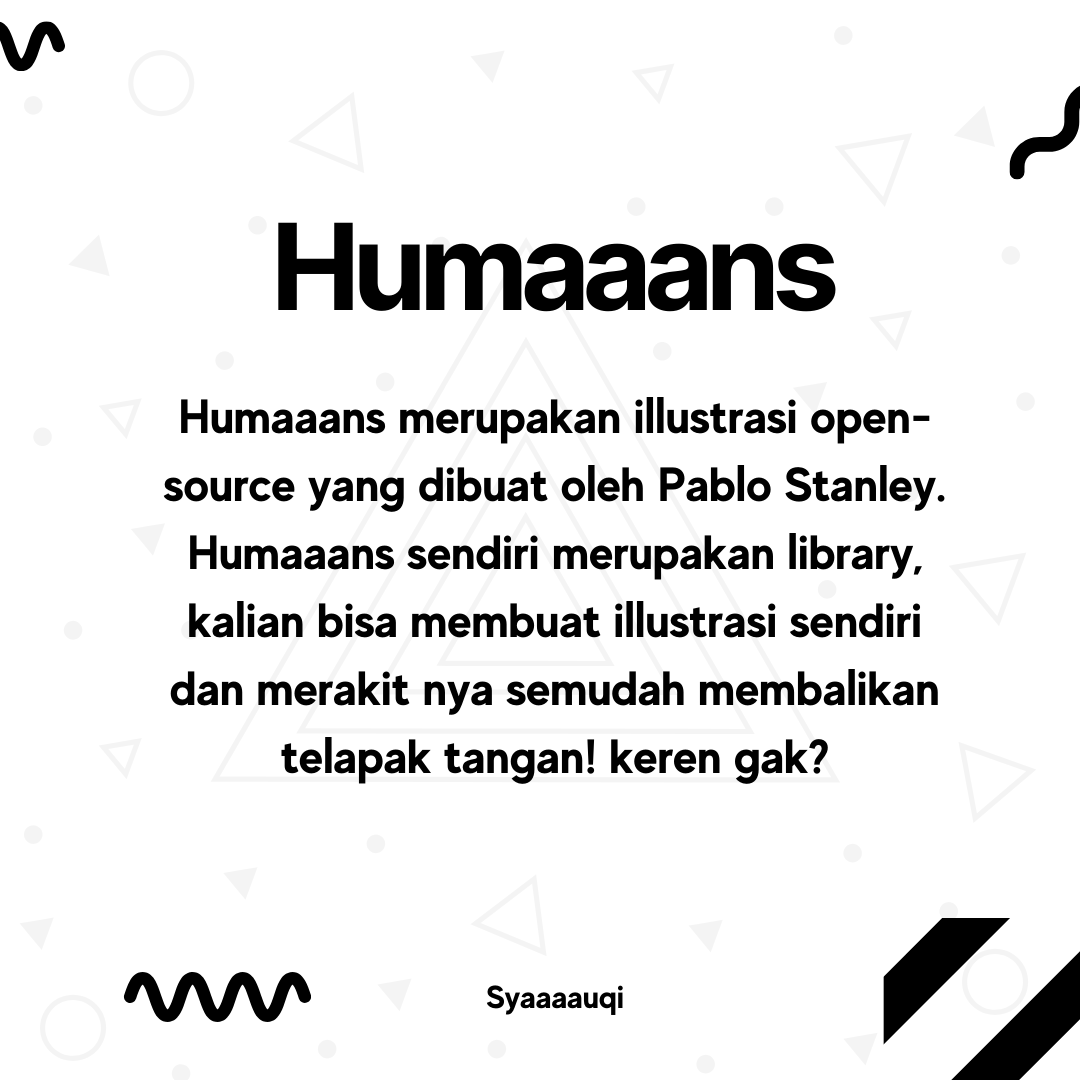 Humaaans
Humaaans merupakan illustrasi open-
source yang dibuat oleh Pablo Stanley.
Humaaans sendiri merupakan library,
kalian bisa membuat illustrasi sendiri
dan merakit nya semudah membalikan
telapak tangan! keren gak?
Syaaaauqi